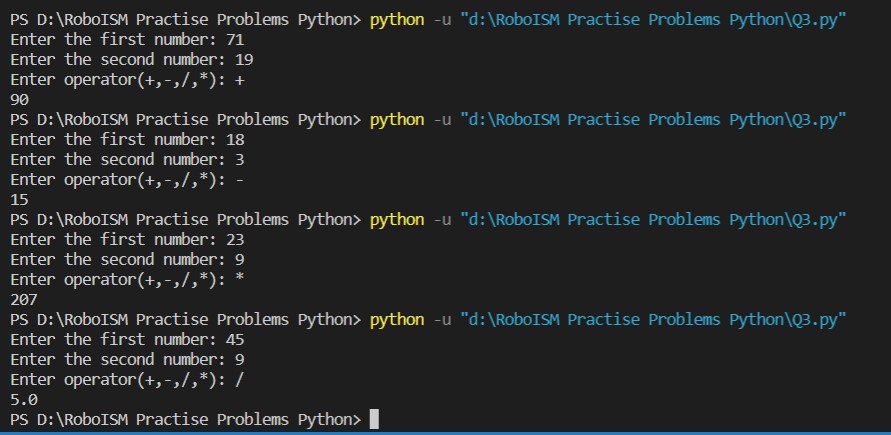 PS D:\RoboISM Practise Problems Python> python -u "d:\RoboISM Practise Problems Python\Q3.py"
Enter the first number: 71
Enter the second number: 19
Enter operator(+,-,/,*): +
90
PS D:\RoboISM Practise Problems Python> python -u "d:\RoboISM Practise Problems Python\Q3.py"
Enter the first number: 18
Enter the second number: 3
Enter operator(+,-,/,*): -
15
PS D:\RoboISM Practise Problems Python> python -u "d:\RoboISM Practise Problems Python\Q3.py"
Enter the first number: 23
Enter the second number: 9
Enter operator(+,-,/,*): *
207
PS D:\RoboISM Practise Problems Python> python -u "d:\RoboISM Practise Problems Python\Q3.py"
Enter the first number: 45
Enter the second number: 9
Enter operator(+,-,/,*): /
5.0
PS D:\RoboISM Practise Problems Python>